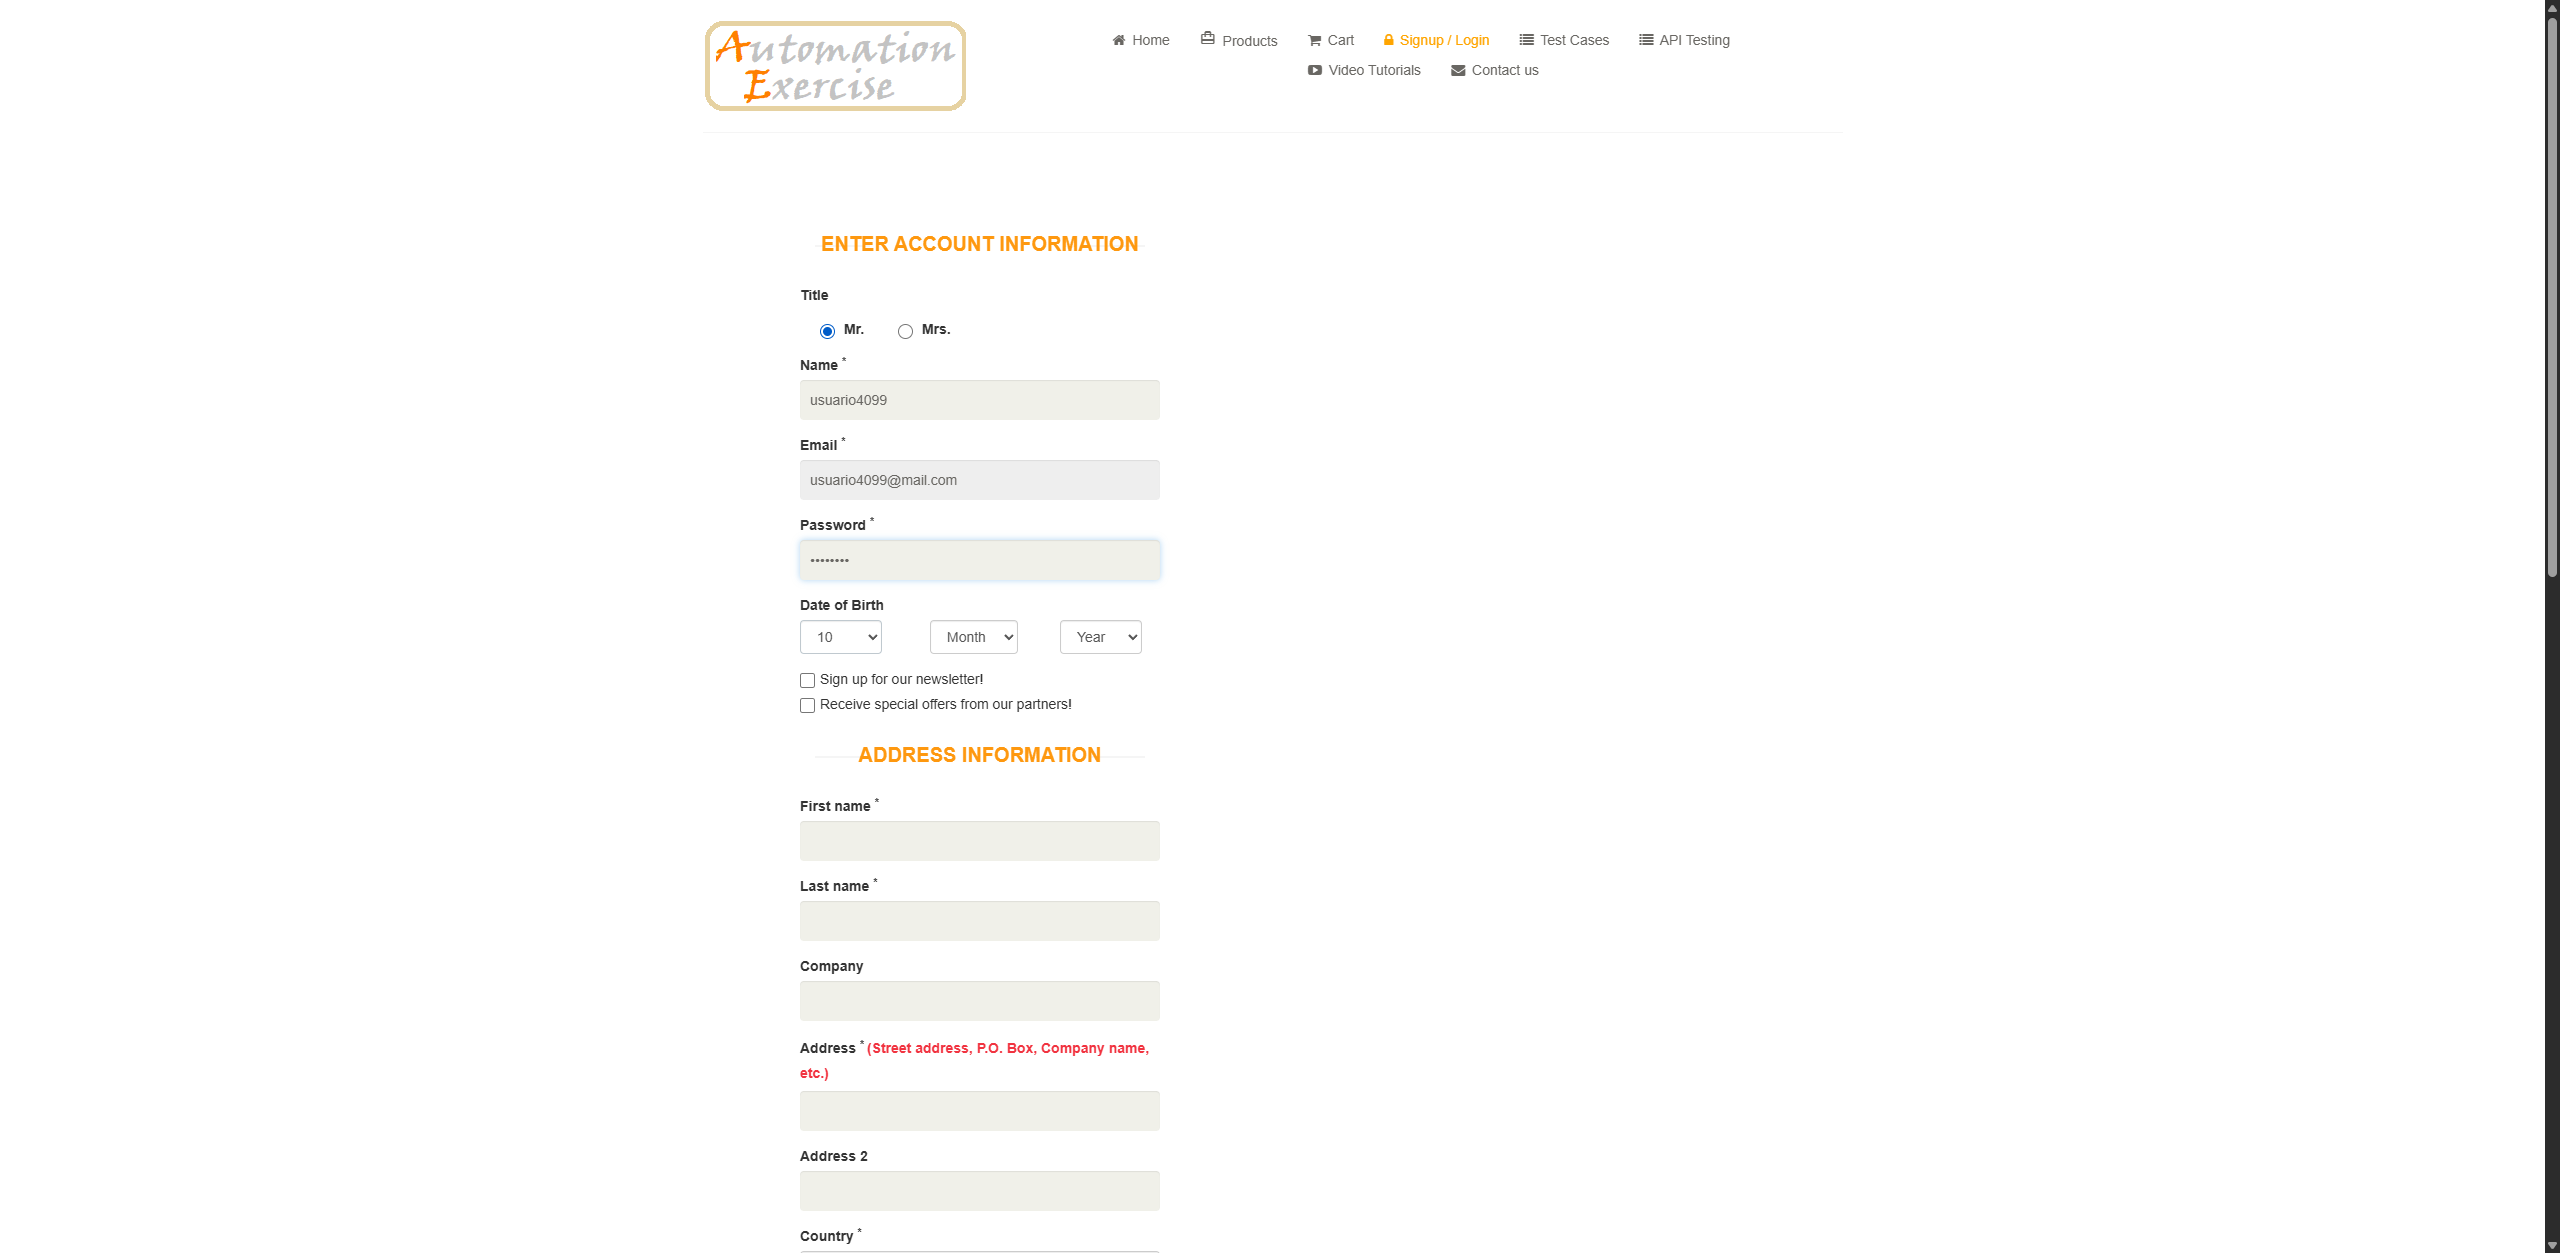 Automation
Exercise
Home
Products
Cart
Signup / Login
Test Cases
API Testing
Video Tutorials
Contact us
ENTER ACCOUNT INFORMATION
Title
Mr.
Mrs.
Name *
usuario4099
Email *
usuario4099@mail.com
Password *
••••••••
Date of Birth
10
Month
Year
Sign up for our newsletter!
Receive special offers from our partners!
ADDRESS INFORMATION
First name *
Last name *
Company
Address * (Street address, P.O. Box, Company name,
etc.)
Address 2
Country *